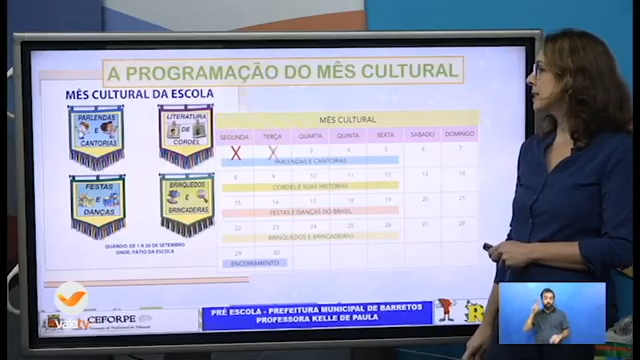 A PROGRAMAÇÃO DO MÊS CULTURAL
MÊS CULTURAL DA ESCOLA
PARLENDAS
E
CANTORIAS
LITERATURA
DE
CORDEL
FESTAS
E
DANÇAS
BRINQUEDOS
E
BRINCADEIRAS
QUANDO: DE 1 A 30 DE SETEMBRO
ONDE: PÁTIO DA ESCOLA
MÊS CULTURAL
SEGUNDA TERÇA QUARTA QUINTA SEXTA SABADO DOMINGO
X X 3 4 5 6 7
PARLENDAS E CANTORIAS
8 9 10 11 12 13 14
CORDEL E SUAS HISTÓRIAS
15 16 17 18 19 20 21
FESTAS E DANÇAS DO BRASIL
22 23 24 25 26 27 28
BRINQUEDOS E BRINCADEIRAS
29 30
ENCERRAMENTO
CEFORPE
PRÉ ESCOLA - PREFEITURA MUNICIPAL DE BARRETOS
PROFESSORA KELLE DE PAULA
vale tv